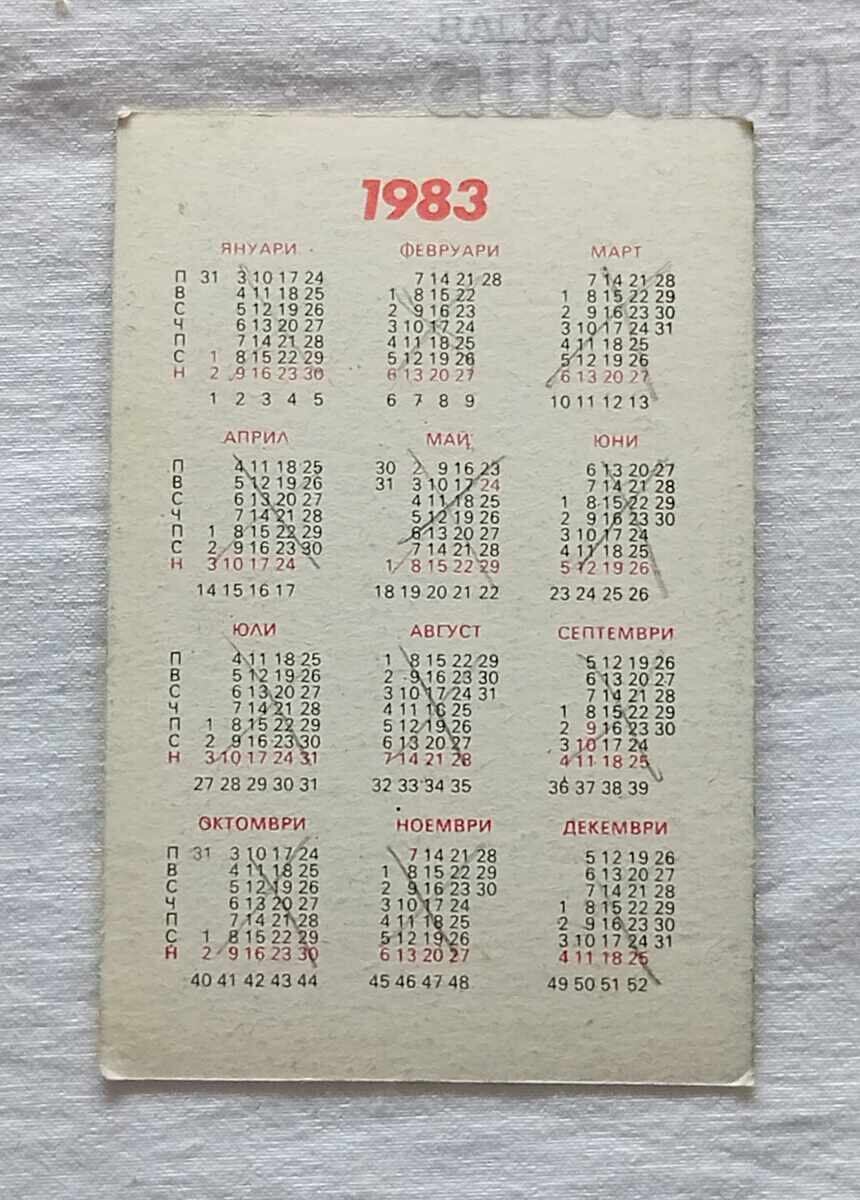 BALKAN
auction
1983
ЯНУАРИ ФЕВРУАРИ МАРТ
П 31 3 10 17 24 7 14 21 28 7 14 21 28
В 4 11 18 25 1 8 15 22 1 8 15 22 29
С 5 12 19 26 2 9 16 23 2 9 16 23 30
Ч 6 13 20 27 3 10 17 24 3 10 17 24 31
П 7 14 21 28 4 11 18 25 4 11 18 25
С 1 8 15 22 29 5 12 19 26 5 12 19 26
Н 2 9 16 23 30 6 13 20 27 6 13 20 27
1 2 3 4 5 6 7 8 9 10 11 12 13
АПРИЛ МАЙ ЮНИ
П 4 11 18 25 30 2 9 16 23 6 13 20 27
В 5 12 19 26 31 3 10 17 24 7 14 21 28
С 6 13 20 27 4 11 18 25 1 8 15 22 29
Ч 7 14 21 28 5 12 19 26 2 9 16 23 30
П 1 8 15 22 29 6 13 20 27 3 10 17 24
С 2 9 16 23 30 7 14 21 28 4 11 18 25
Н 3 10 17 24 1 8 15 22 29 5 12 19 26
14 15 16 17 18 19 20 21 22 23 24 25 26
ЮЛИ АВГУСТ СЕПТЕМВРИ
П 4 11 18 25 1 8 15 22 29 5 12 19 26
В 5 12 19 26 2 9 16 23 30 6 13 20 27
С 6 13 20 27 3 10 17 24 31 7 14 21 28
Ч 7 14 21 28 4 11 18 25 1 8 15 22 29
П 1 8 15 22 29 5 12 19 26 2 9 16 23 30
С 2 9 16 23 30 6 13 20 27 3 10 17 24
Н 3 10 17 24 31 7 14 21 28 4 11 18 25
27 28 29 30 31 32 33 34 35 36 37 38 39
ОКТОМВРИ НОЕМВРИ ДЕКЕМВРИ
П 31 3 10 17 24 7 14 21 28 5 12 19 26
В 4 11 18 25 1 8 15 22 29 6 13 20 27
С 5 12 19 26 2 9 16 23 30 7 14 21 28
Ч 6 13 20 27 3 10 17 24 1 8 15 22 29
П 7 14 21 28 4 11 18 25 2 9 16 23 30
С 1 8 15 22 29 5 12 19 26 3 10 17 24 31
Н 2 9 16 23 30 6 13 20 27 4 11 18 25
40 41 42 43 44 45 46 47 48 49 50 51 52